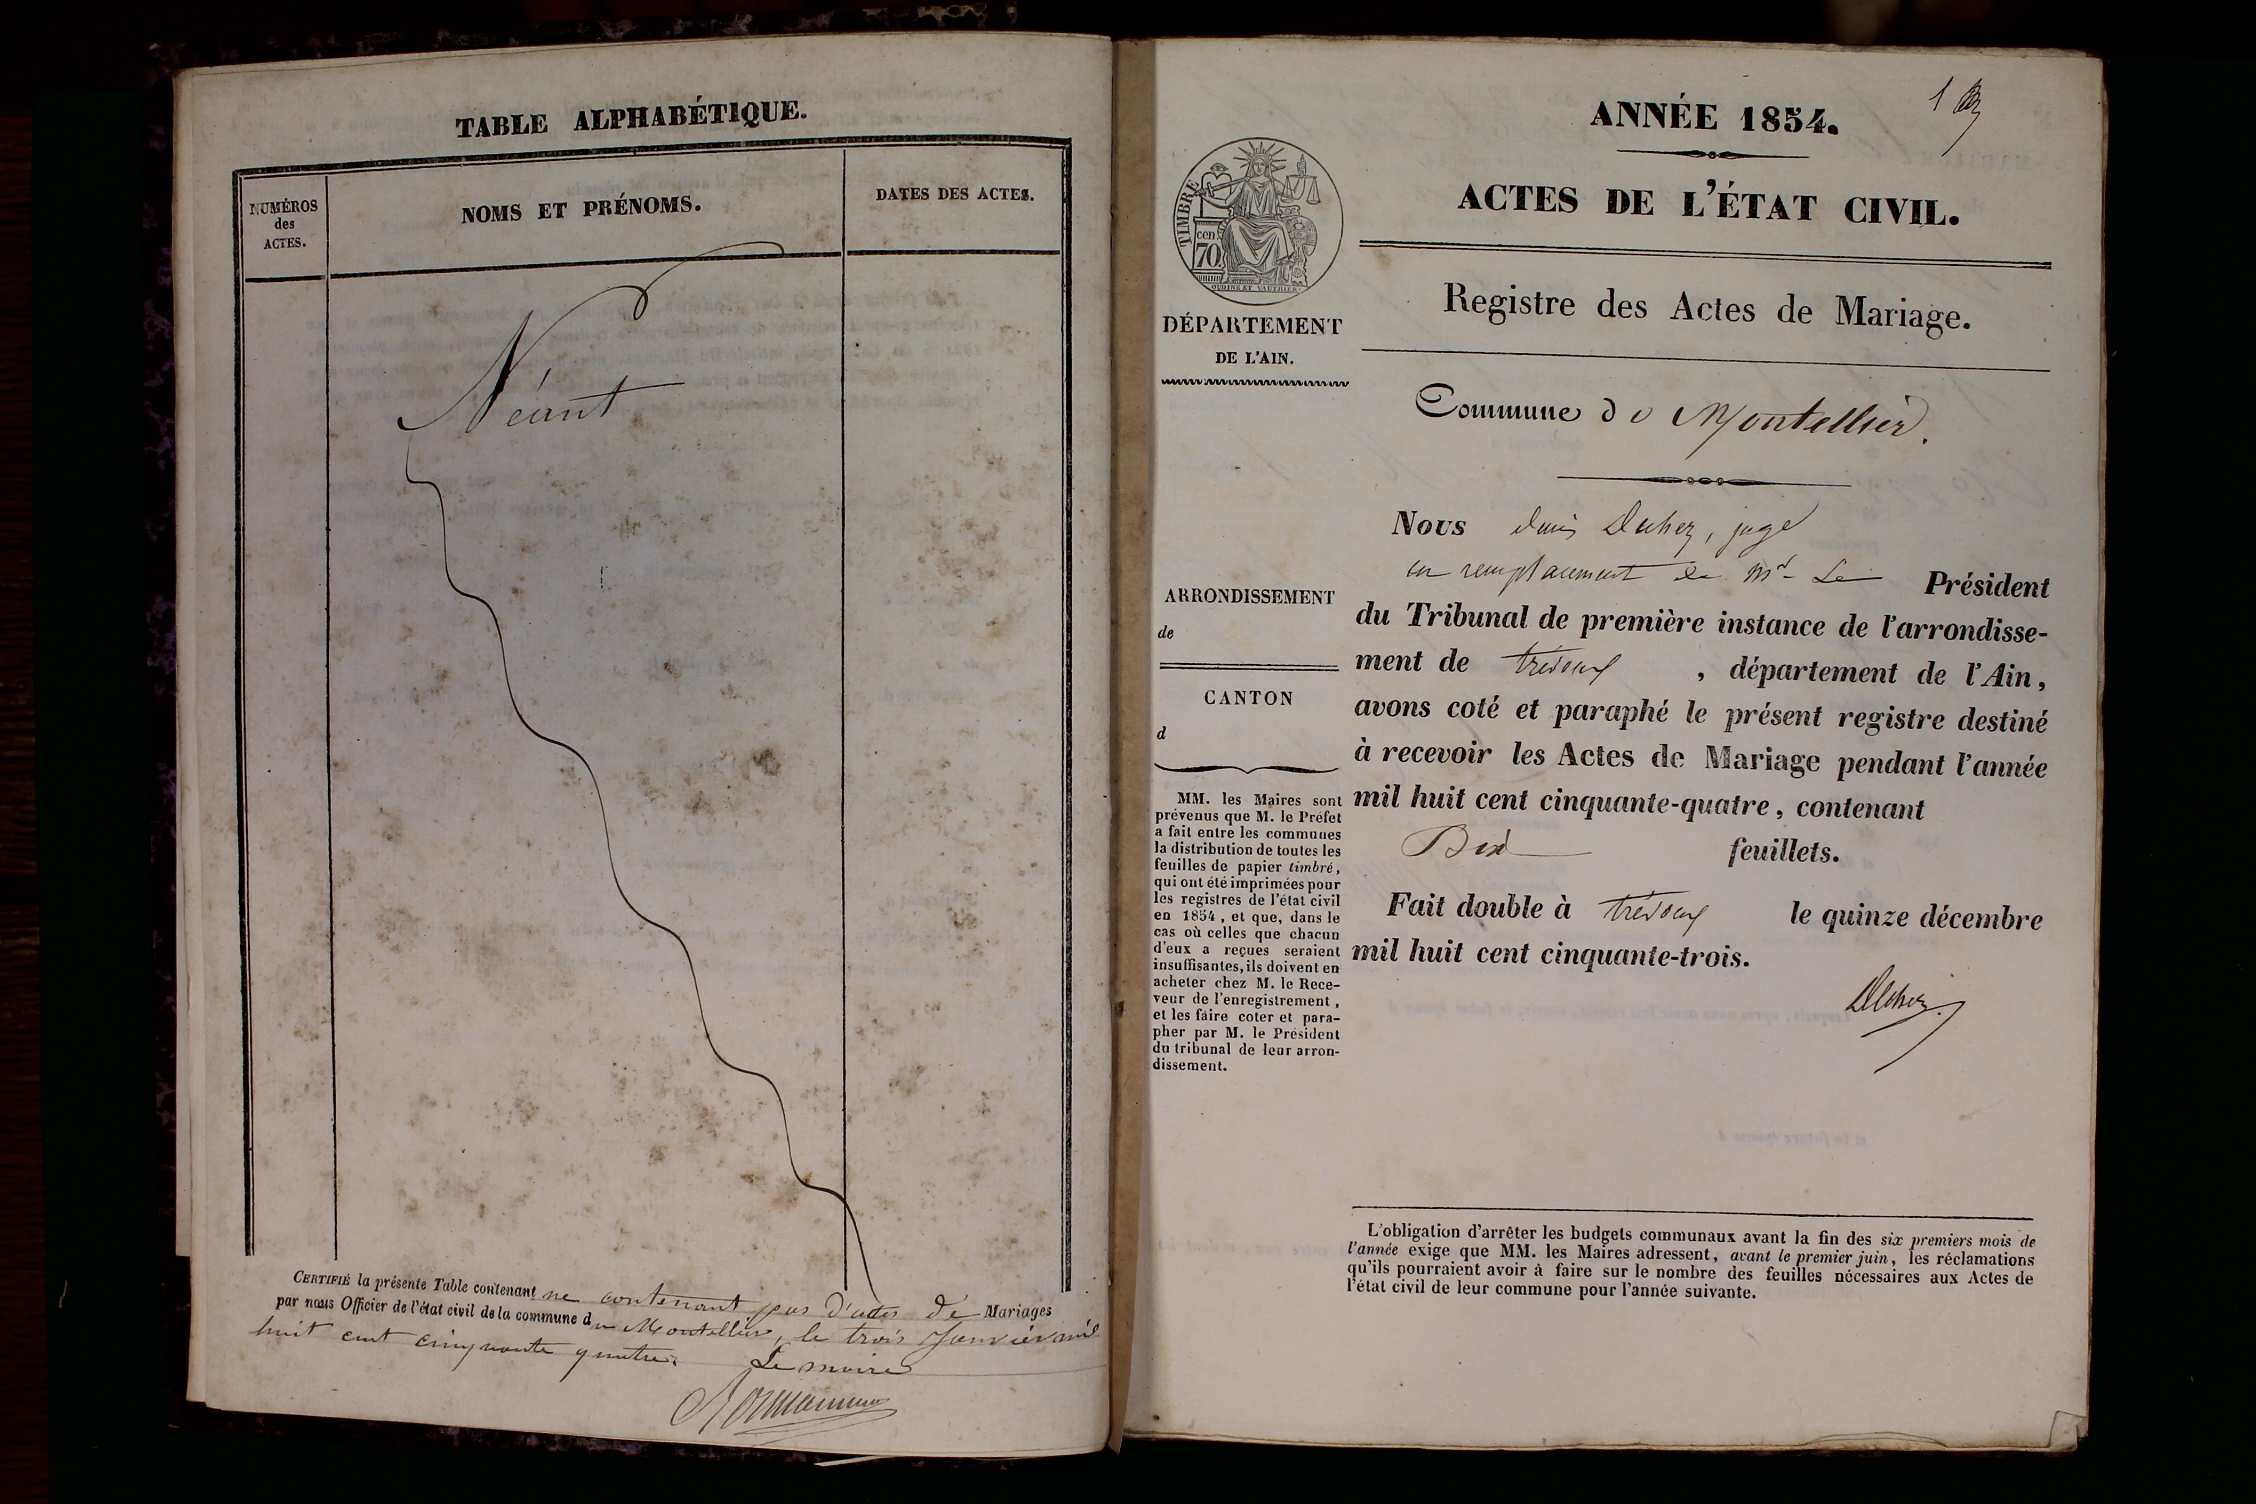 TABLE ALPHABÉTIQUE.
NUMÉROS
des
ACTES.
NOMS ET PRÉNOMS.
DATES DES ACTES.
Néant
CERTIFIÉ la présente Table contenant ne contenant pas d'actes de Mariages
par nous Officier de l'état civil de la commune du Montellier, le trois Janvier mil
huit cent cinquante quatre.
Le maire
1
ANNÉE 1854.
ACTES DE L'ÉTAT CIVIL.
TIMBRE
cen.
70
OUDINE ET
Registre des Actes de Mariage.
DÉPARTEMENT
DE L'AIN.
Commune du Montellier.
Nous juge
en remplacement de Mr Le Président
du Tribunal de première instance de l'arrondisse-
ment de trévoux, département de l'Ain,
avons coté et paraphé le présent registre destiné
à recevoir les Actes de Mariage pendant l'année
mil huit cent cinquante-quatre, contenant
feuillets.
Fait double à trévoux le quinze décembre
mil huit cent cinquante-trois.
ARRONDISSEMENT
de
CANTON
d
MM. les Maires sont
prévenus que M. le Préfet
a fait entre les communes
la distribution de toutes les
feuilles de papier timbré,
qui ont été imprimées pour
les registres de l'état civil
en 1854, et que, dans le
cas où celles que chacun
d'eux a reçues seraient
insuffisantes, ils doivent en
acheter chez M. le Rece-
veur de l'enregistrement,
et les faire coter et para-
pher par M. le Président
du tribunal de leur arron-
dissement.
L'obligation d'arrêter les budgets communaux avant la fin des six premiers mois de
l'année exige que MM. les Maires adressent, avant le premier juin, les réclamations
qu'ils pourraient avoir à faire sur le nombre des feuilles nécessaires aux Actes de
l'état civil de leur commune pour l'année suivante.